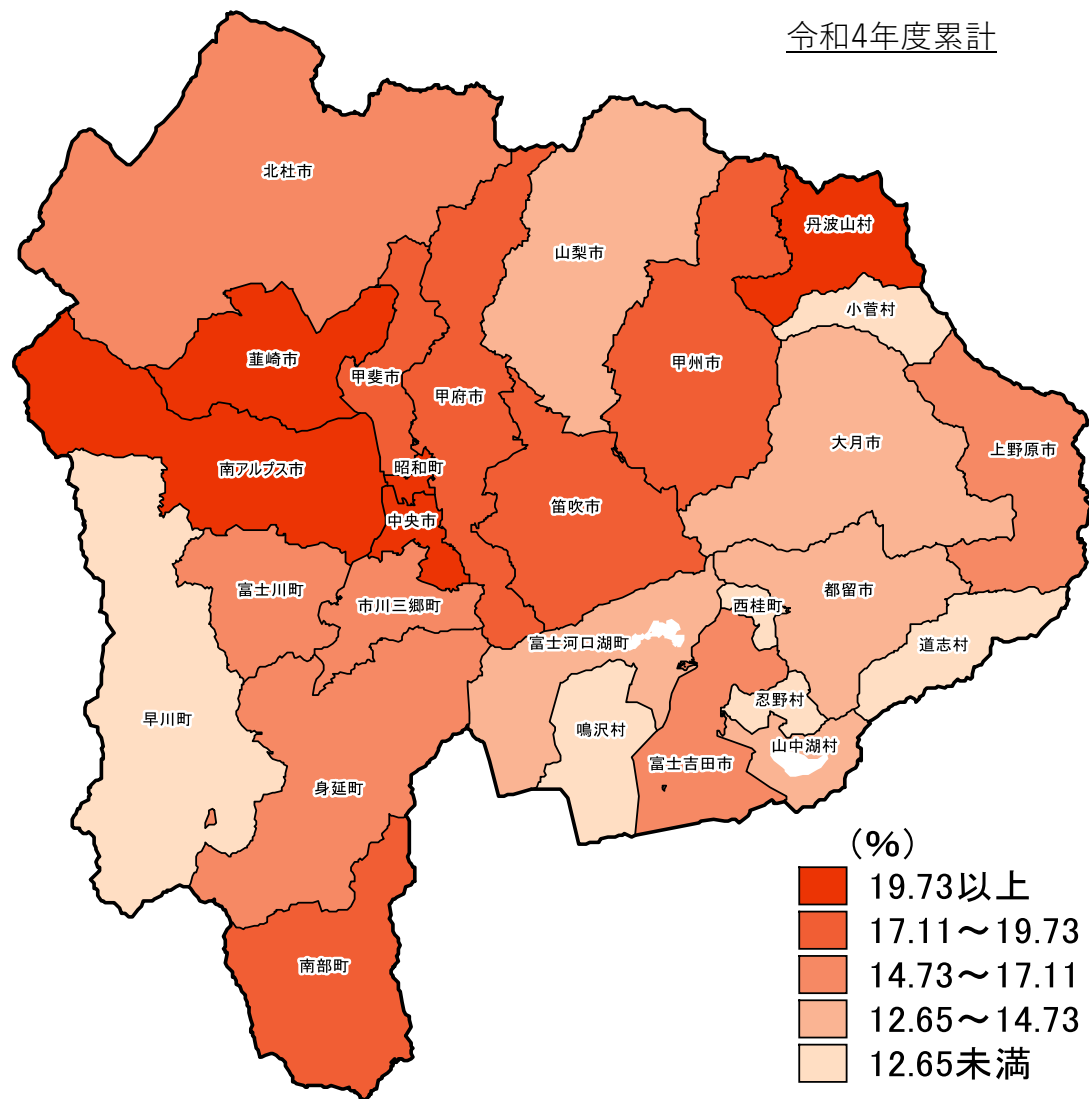 令和4年度累計
北杜市
丹波山村
山梨市
小菅村
韮崎市
甲斐市
甲州市
甲府市
大月市
上野原市
南アルプス市
昭和町
笛吹市
中央市
富士川町
市川三郷町
西桂町
都留市
富士河口湖町
道志村
早川町
忍野村
鳴沢村
山中湖村
富士吉田市
身延町
南部町
(%)
19.73以上
17.11～19.73
14.73～17.11
12.65～14.73
12.65未満